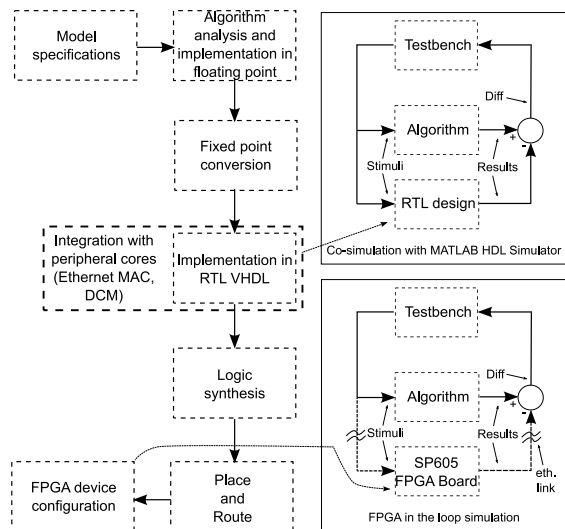 Model
specifications
Algorithm
analysis and
implementation in
floating point
Fixed point
conversion
Integration with
peripheral cores
(Ethernet MAC,
DCM)
Implementation in
RTL VHDL
Logic
synthesis
FPGA device
configuration
Place
and
Route
Testbench
Diff
Algorithm
+
-
Stimuli
Results
RTL design
Co-simulation with MATLAB HDL Simulator
Testbench
Diff
Algorithm
+
-
Stimuli
Results
SP605
FPGA Board
eth.
link
FPGA in the loop simulation